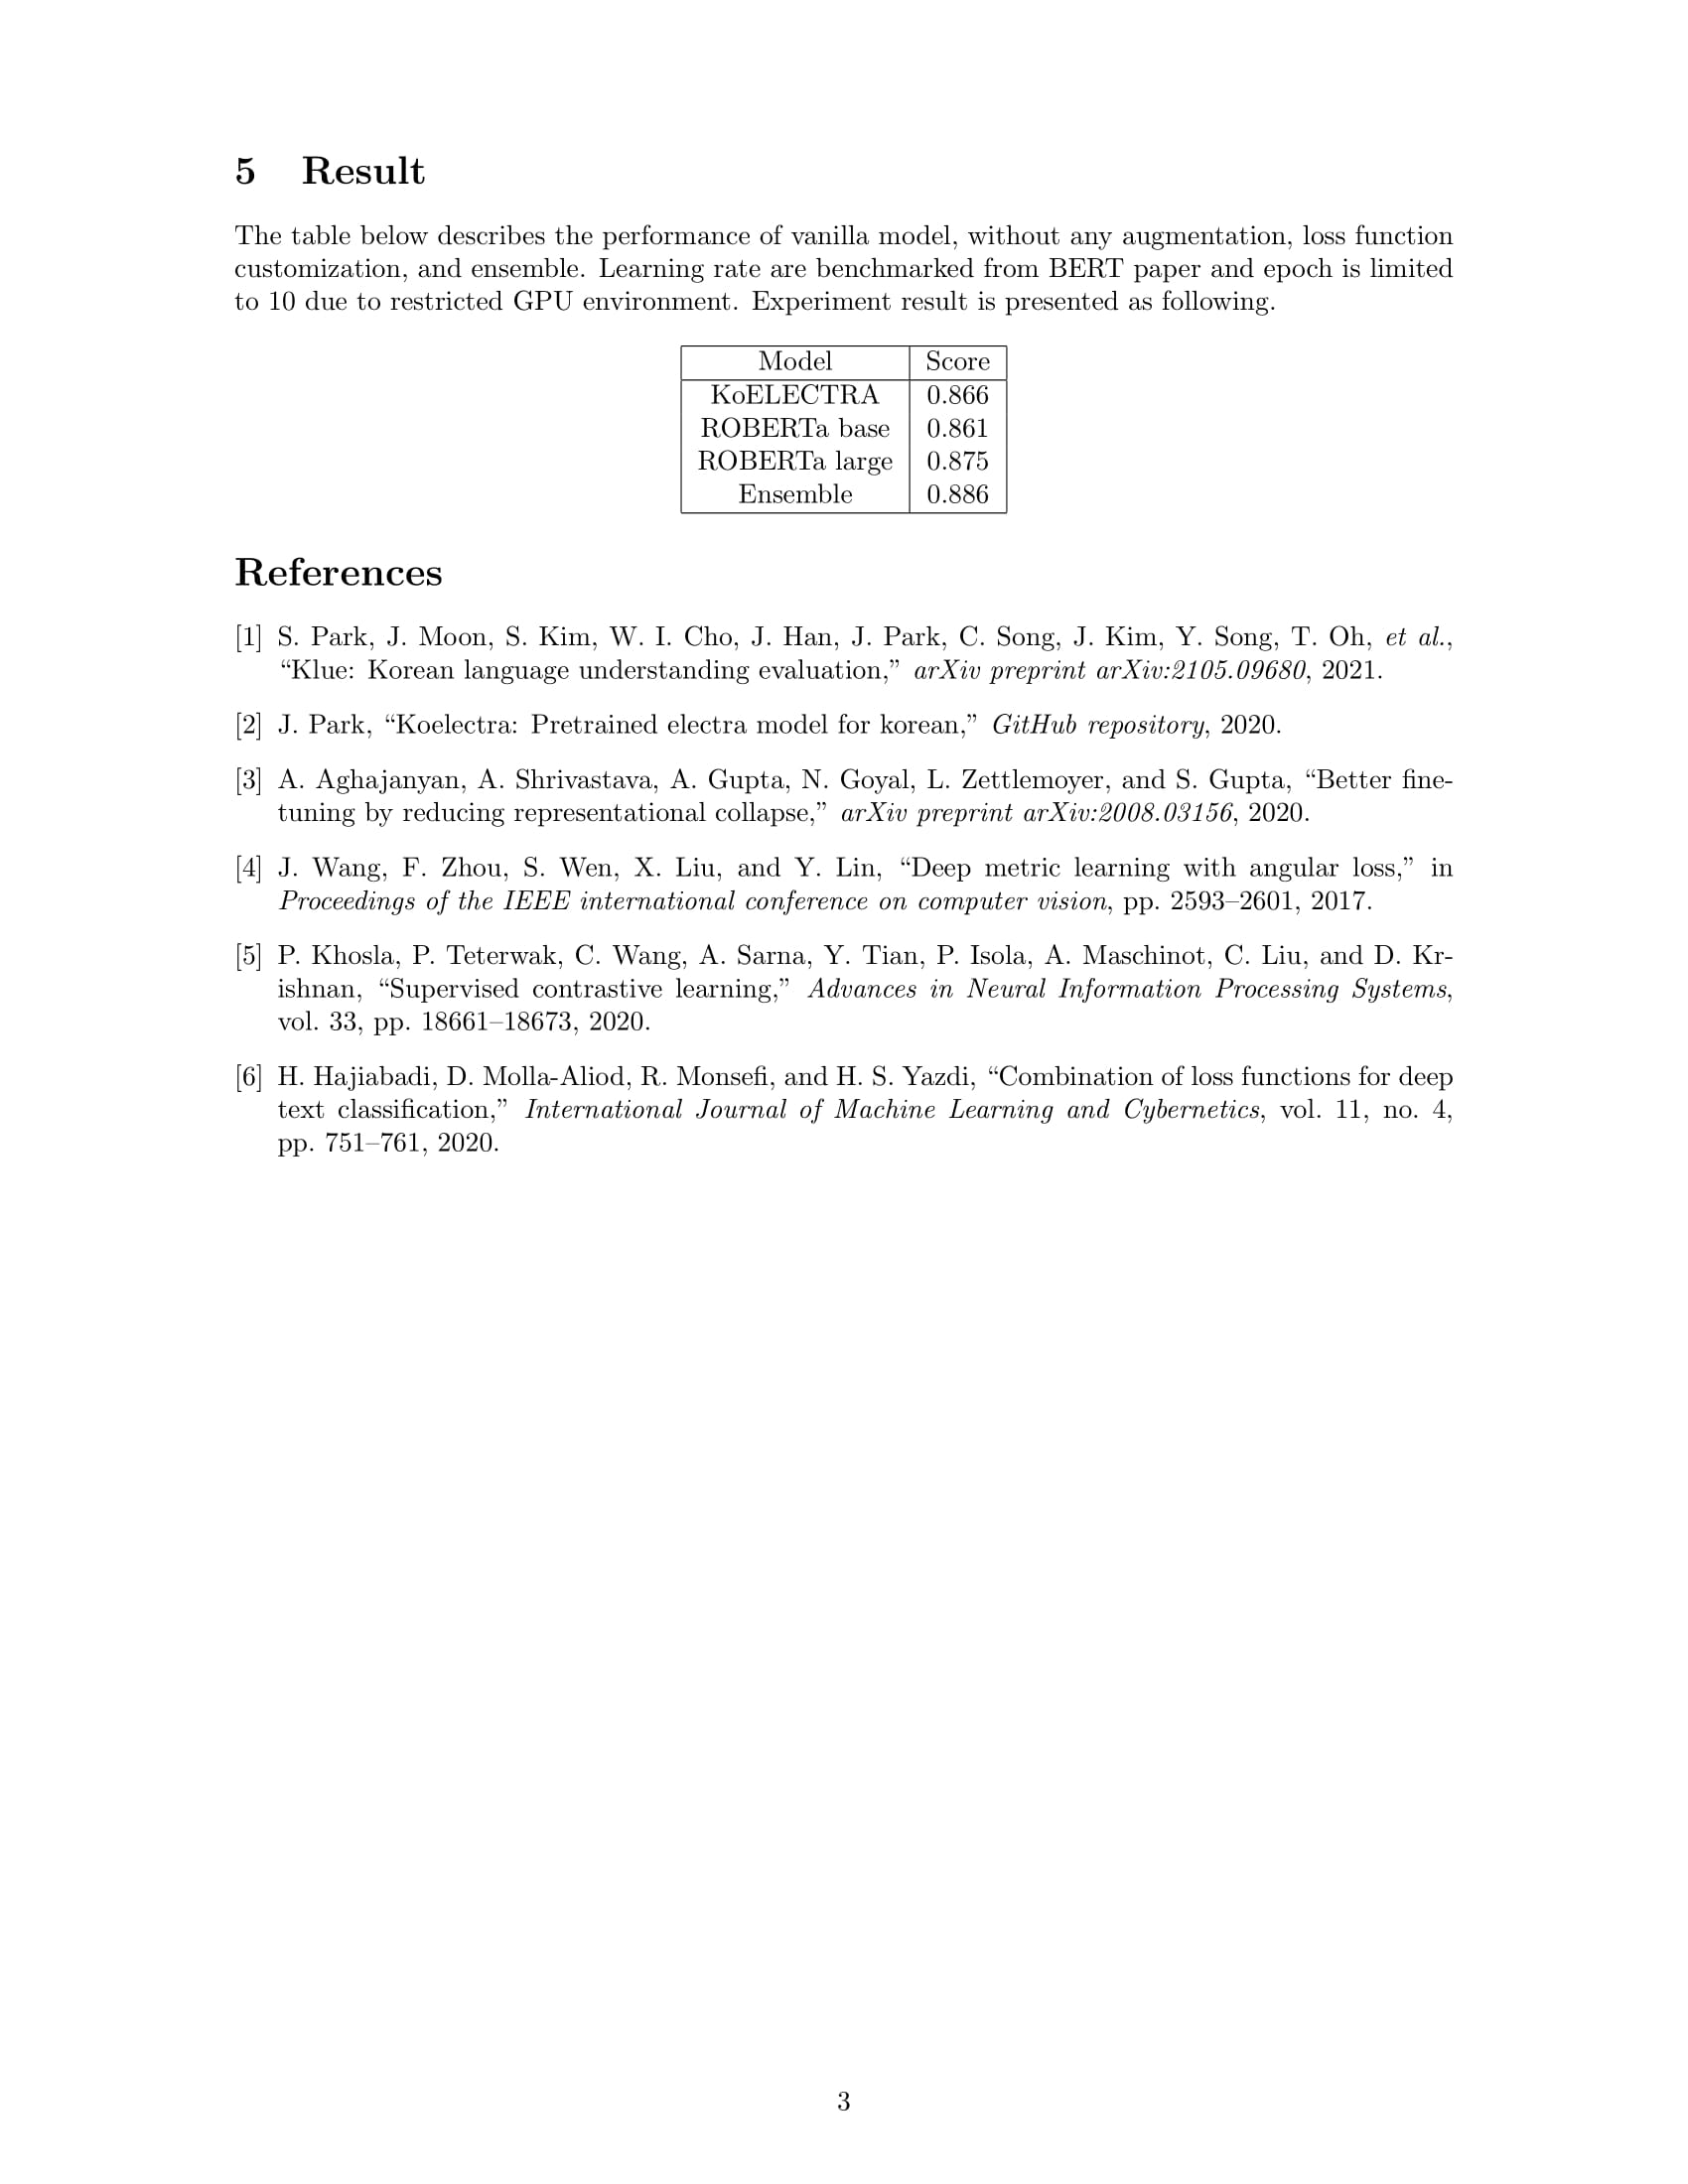 5 Result
The table below describes the performance of vanilla model, without any augmentation, loss function
customization, and ensemble. Learning rate are benchmarked from BERT paper and epoch is limited
to 10 due to restricted GPU environment. Experiment result is presented as following.
Model Score
KoELECTRA 0.866
ROBERTa base 0.861
ROBERTa large 0.875
Ensemble 0.886
References
[1] S. Park, J. Moon, S. Kim, W. I. Cho, J. Han, J. Park, C. Song, J. Kim, Y. Song, T. Oh, et al.,
“Klue: Korean language understanding evaluation,” arXiv preprint arXiv:2105.09680, 2021.
[2] J. Park, “Koelectra: Pretrained electra model for korean,” GitHub repository, 2020.
[3] A. Aghajanyan, A. Shrivastava, A. Gupta, N. Goyal, L. Zettlemoyer, and S. Gupta, “Better fine-
tuning by reducing representational collapse,” arXiv preprint arXiv:2008.03156, 2020.
[4] J. Wang, F. Zhou, S. Wen, X. Liu, and Y. Lin, “Deep metric learning with angular loss,” in
Proceedings of the IEEE international conference on computer vision, pp. 2593–2601, 2017.
[5] P. Khosla, P. Teterwak, C. Wang, A. Sarna, Y. Tian, P. Isola, A. Maschinot, C. Liu, and D. Kr-
ishnan, “Supervised contrastive learning,” Advances in Neural Information Processing Systems,
vol. 33, pp. 18661–18673, 2020.
[6] H. Hajiabadi, D. Molla-Aliod, R. Monsefi, and H. S. Yazdi, “Combination of loss functions for deep
text classification,” International Journal of Machine Learning and Cybernetics, vol. 11, no. 4,
pp. 751–761, 2020.
3